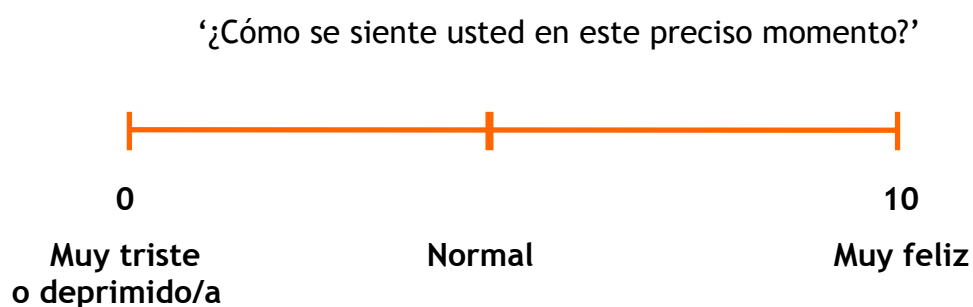 ‘¿Cómo se siente usted en este preciso momento?’
0
10
Muy triste
o deprimido/a
Normal
Muy feliz